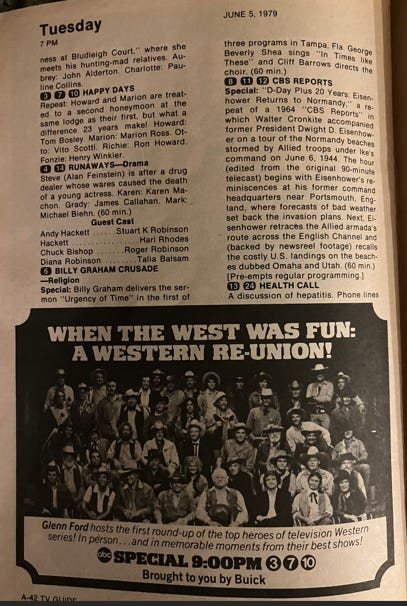 Tuesday
JUNE 5, 1979
7 PM
ness at Bludleigh Court," where she
meets his hunting-mad relatives. Au-
brey: John Alderton. Charlotte: Pau-
line Collins.
3 7 10 HAPPY DAYS
Repeat: Howard and Marion are treat-
ed to a second honeymoon at the
same lodge as their first, but what a
difference 23 years make! Howard:
Tom Bosley. Marion: Marion Ross. Ot-
to: Vito Scotti. Richie: Ron Howard.
Fonzie: Henry Winkler.
4 14 RUNAWAYS—Drama
Steve (Alan Feinstein) is after a drug
dealer whose wares caused the death
of a young actress. Karen: Karen Ma-
chon. Grady: James Callahan. Mark:
Michael Biehn. (60 min.)
Guest Cast
Andy Hackett ......Stuart K Robinson
Hackett ....................Hari Rhodes
Chuck Bishop .......Roger Robinson
Diana Robinson ........Talia Balsam
6 BILLY GRAHAM CRUSADE
—Religion
Special: Billy Graham delivers the ser-
mon "Urgency of Time" in the first of
three programs in Tampa, Fla. George
Beverly Shea sings "In Times like
These" and Cliff Barrows directs the
choir. (60 min.)
8 11 12 CBS REPORTS
Special: "D-Day Plus 20 Years: Eisen-
hower Returns to Normandy," a re-
peat of a 1964 "CBS Reports" in
which Walter Cronkite accompanied
former President Dwight D. Eisenhow-
er on a tour of the Normandy beaches
stormed by Allied troops under Ike's
command on June 6, 1944. The hour
(edited from the original 90-minute
telecast) begins with Eisenhower's re-
miniscences at his former command
headquarters near Portsmouth, Eng-
land, where forecasts of bad weather
set back the invasion plans. Next, Ei-
senhower retraces the Allied armada's
route across the English Channel and
(backed by newsreel footage) recalls
the costly U.S. landings on the beach-
es dubbed Omaha and Utah. (60 min.)
[Pre-empts regular programming.]
13 24 HEALTH CALL
A discussion of hepatitis. Phone lines
WHEN THE WEST WAS FUN:
A WESTERN RE-UNION!
Glenn Ford hosts the first round-up of the top heroes of television Western
series! In person...and in memorable moments from their best shows!
abc SPECIAL 9:00PM 3 7 10
Brought to you by Buick
A-42 TV GUIDE